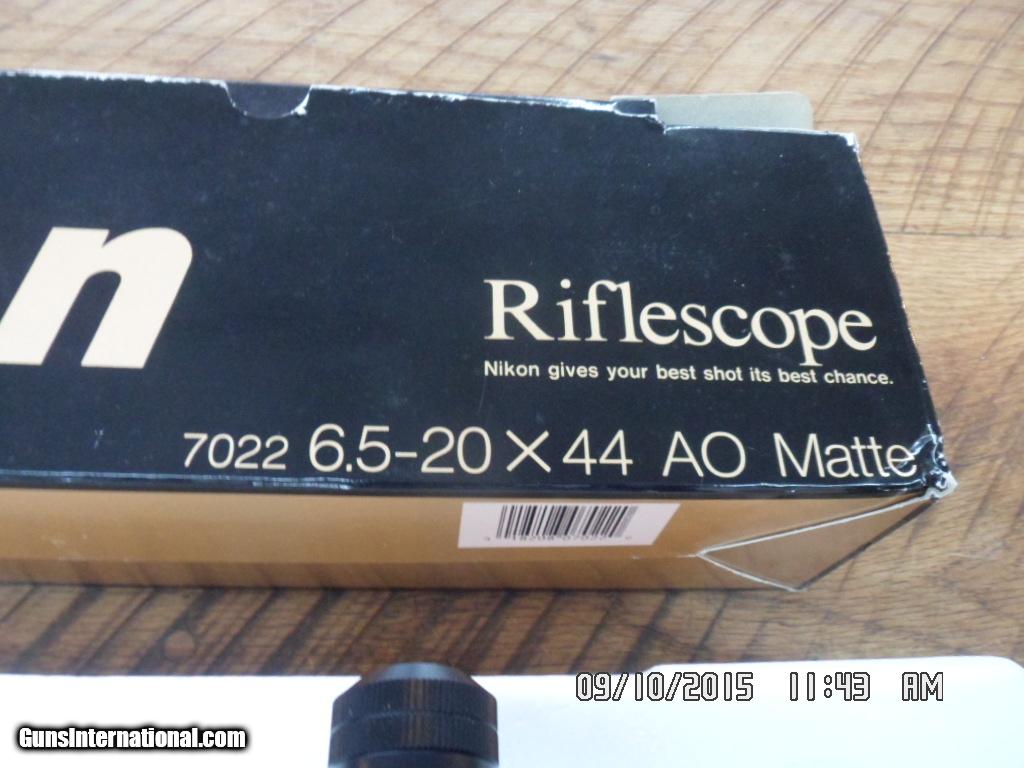 n
Riflescope
Nikon gives your best shot its best chance.
7022 6.5-20×44 AO Matte
09/10/2015 11:43 AM
GunsInternational.com